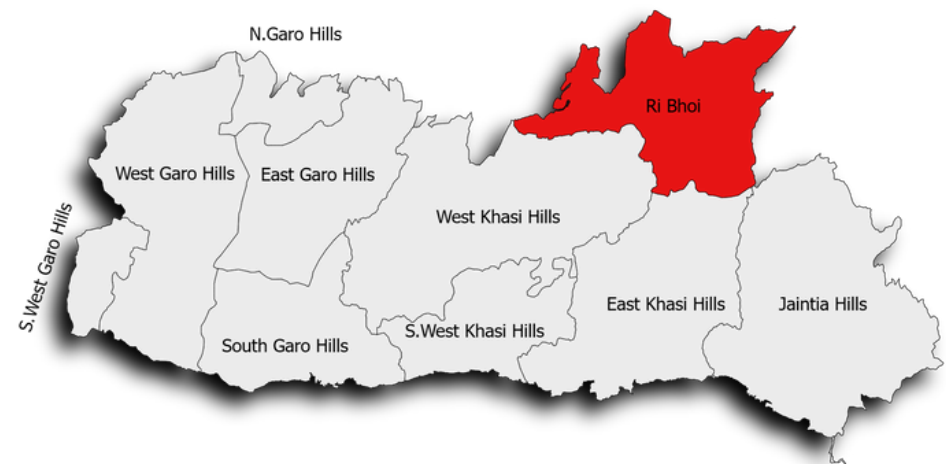 N.Garo Hills
Ri Bhoi
West Garo Hills
East Garo Hills
West Khasi Hills
S.West Garo Hills
East Khasi Hills
Jaintia Hills
S.West Khasi Hills
South Garo Hills